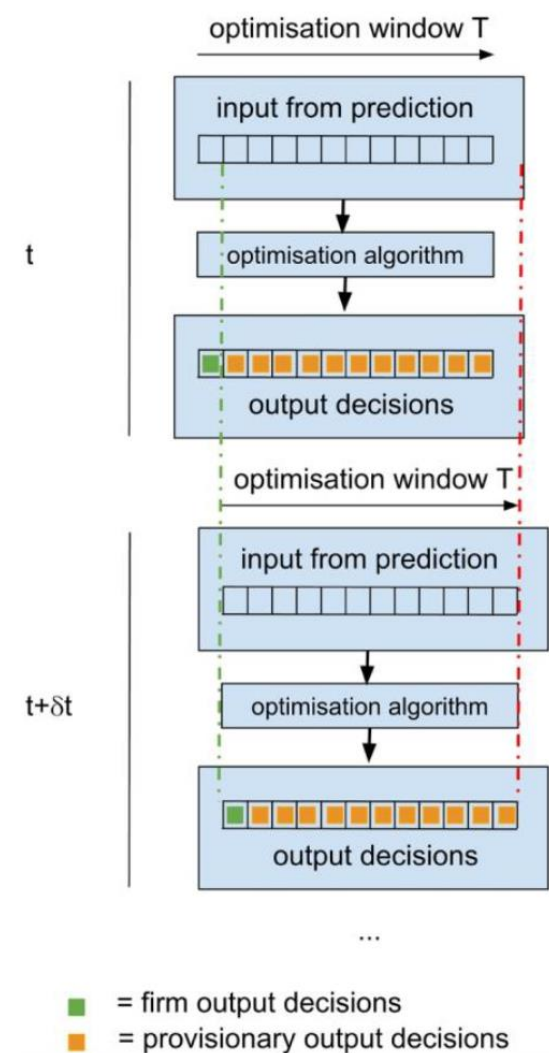 optimisation window T
input from prediction
t
optimisation algorithm
output decisions
optimisation window T
input from prediction
t+δt
optimisation algorithm
output decisions
...
= firm output decisions
= provisionary output decisions